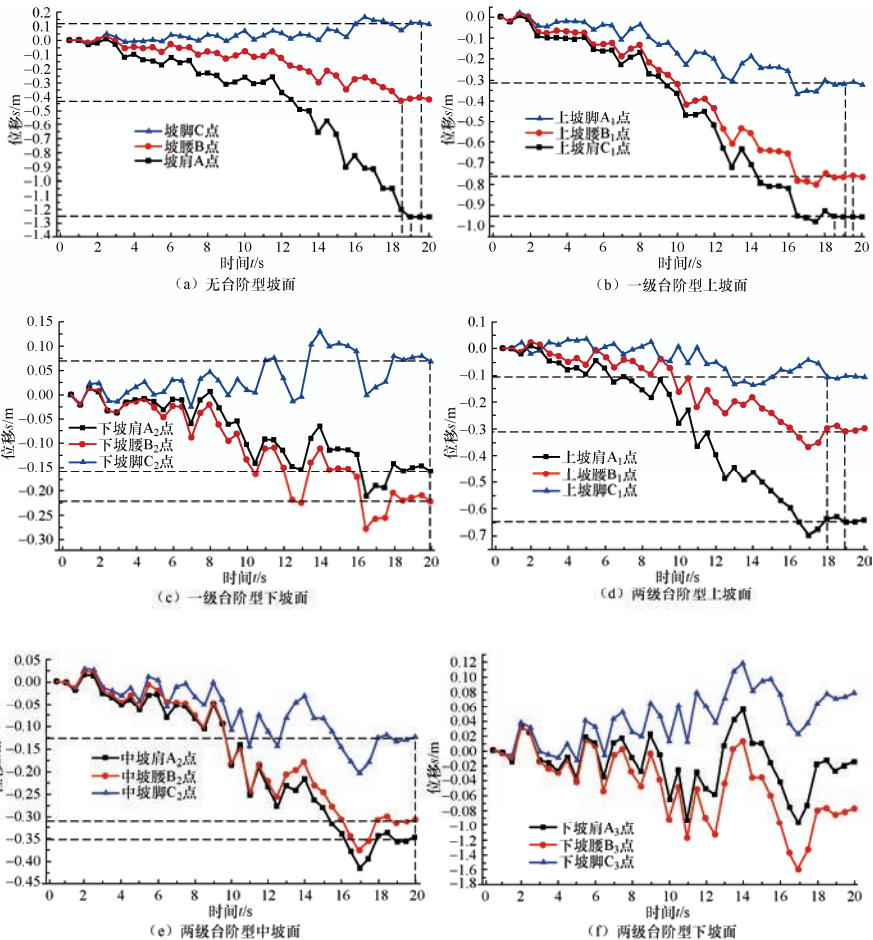 0.2
0.1
0.0
−0.1
−0.2
−0.3
−0.4
−0.5
−0.6
−0.7
−0.8
−0.9
−1.0
−1.1
−1.2
−1.3
−1.4
位移s/m
坡脚C点
坡腰B点
坡肩A点
0 2 4 6 8 10 12 14 16 18 20
时间t/s
(a) 无台阶型坡面
0.0
−0.1
−0.2
−0.3
−0.4
−0.5
−0.6
−0.7
−0.8
−0.9
−1.0
位移s/m
上坡脚A₁点
上坡腰B₁点
上坡肩C₁点
0 2 4 6 8 10 12 14 16 18 20
时间t/s
(b) 一级台阶型上坡面
0.15
0.10
0.05
0.00
−0.05
−0.10
−0.15
−0.20
−0.25
−0.30
位移s/m
下坡肩A₂点
下坡腰B₂点
下坡脚C₂点
0 2 4 6 8 10 12 14 16 18 20
时间t/s
(c) 一级台阶型下坡面
0.1
0.0
−0.1
−0.2
−0.3
−0.4
−0.5
−0.6
−0.7
位移s/m
上坡肩A₁点
上坡腰B₁点
上坡脚C₁点
0 2 4 6 8 10 12 14 16 18 20
时间t/s
(d) 两级台阶型上坡面
0.05
−0.05
−0.15
−0.25
−0.35
−0.45
中坡肩A₂点
中坡腰B₂点
中坡脚C₂点
0 2 4 6 8 10 12 14 16 18 20
时间t/s
(e) 两级台阶型中坡面
0.12
0.10
0.08
0.06
0.04
0.02
0.00
−0.02
−0.04
−0.06
−0.08
−1.0
−1.2
−1.4
−1.6
−1.8
位移s/m
下坡肩A₃点
下坡腰B₃点
下坡脚C₃点
0 2 4 6 8 10 12 14 16 18 20
时间t/s
(f) 两级台阶型下坡面